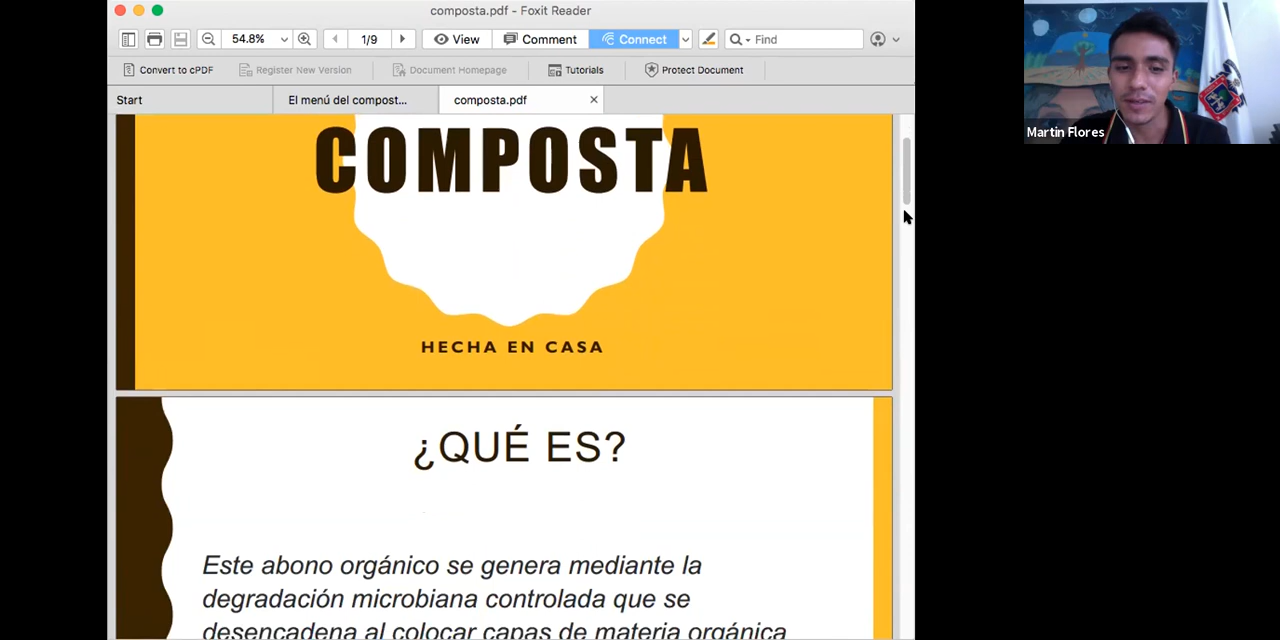 composta.pdf - Foxit Reader
54.8%
1/9
View
Comment
Connect
Find
Convert to cPDF
Register New Version
Document Homepage
Tutorials
Protect Document
Start
El menú del compost...
composta.pdf
COMPOSTA
HECHA EN CASA
¿QUÉ ES?
Este abono orgánico se genera mediante la
degradación microbiana controlada que se
desencadena al colocar capas de materia orgánica
Martin Flores